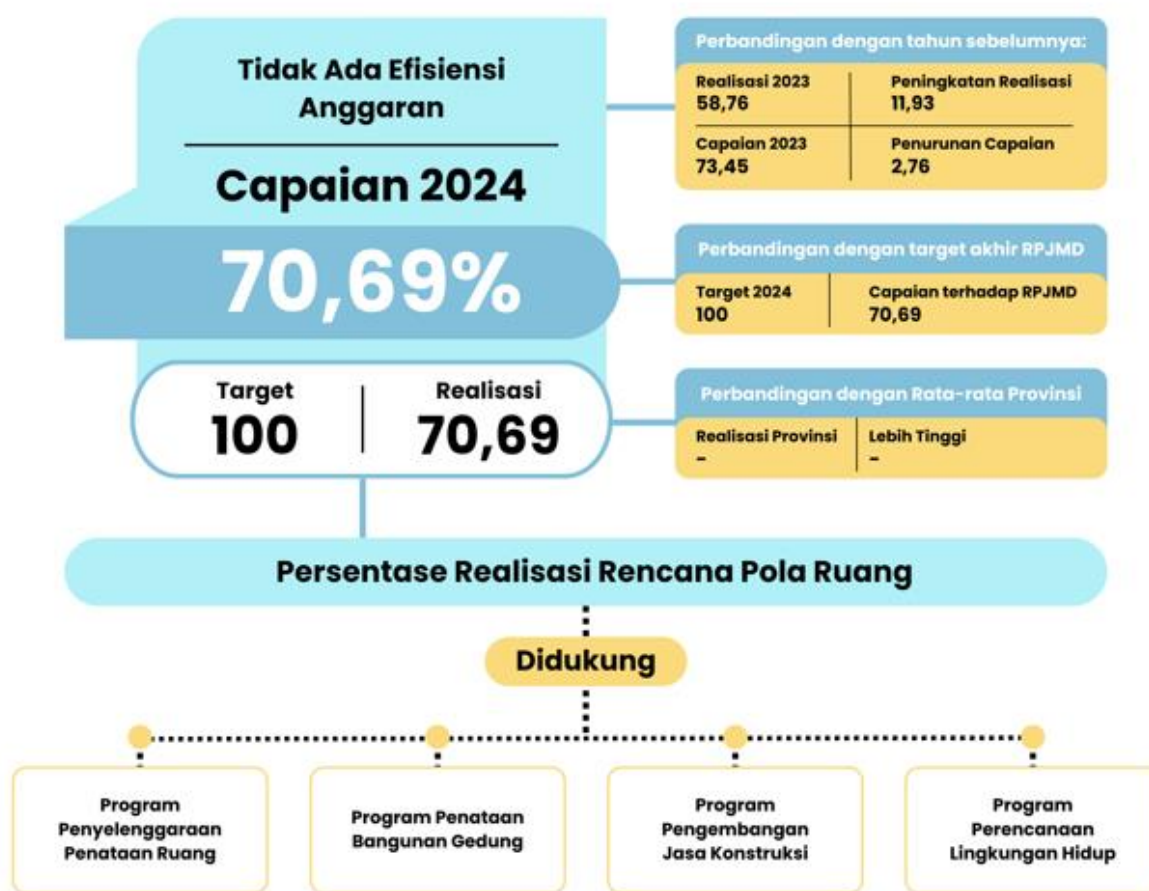 Tidak Ada Efisiensi
Anggaran
Capaian 2024
70,69%
Target
100
Realisasi
70,69
Perbandingan dengan tahun sebelumnya:
Realisasi 2023
58,76
Peningkatan Realisasi
11,93
Capaian 2023
73,45
Penurunan Capaian
2,76
Perbandingan dengan target akhir RPJMD
Target 2024
100
Capaian terhadap RPJMD
70,69
Perbandingan dengan Rata-rata Provinsi
Realisasi Provinsi
-
Lebih Tinggi
-
Persentase Realisasi Rencana Pola Ruang
Didukung
Program
Penyelenggaraan
Penataan Ruang
Program Penataan
Bangunan Gedung
Program
Pengembangan
Jasa Konstruksi
Program
Perencanaan
Lingkungan Hidup